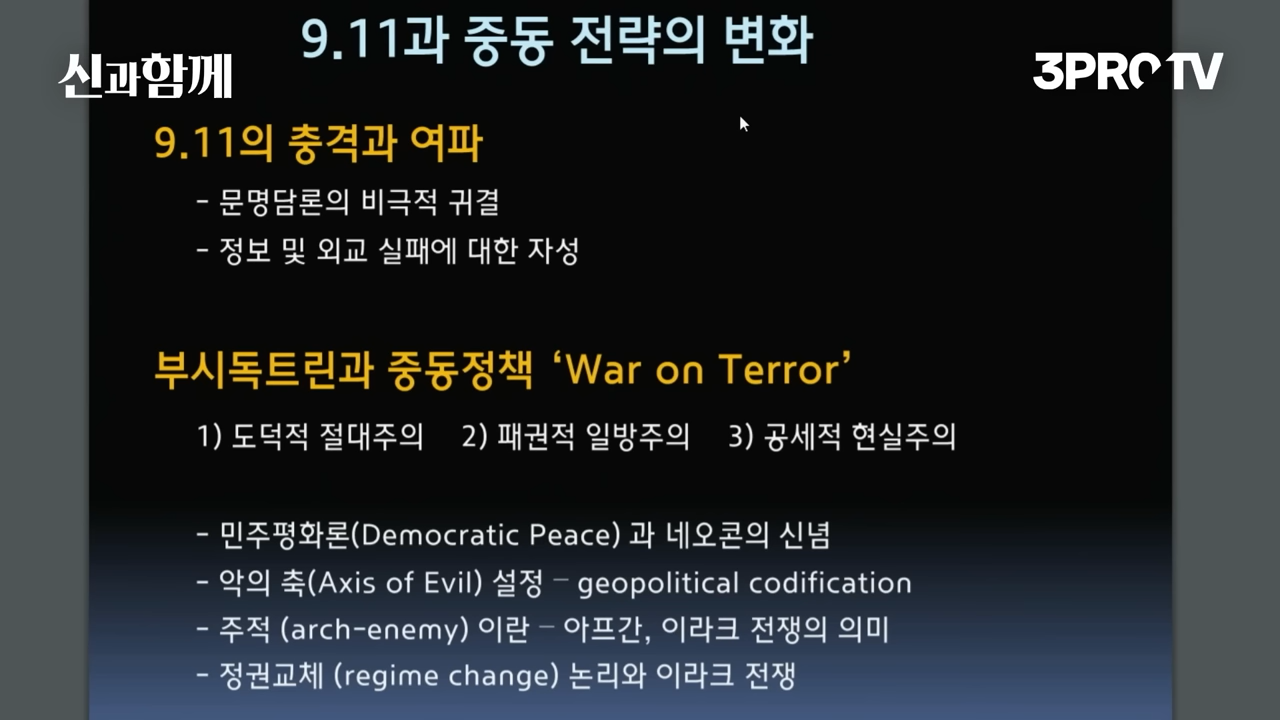 9.11과 중동 전략의 변화
신과함께
3PROTV
9.11의 충격과 여파
- 문명담론의 비극적 귀결
- 정보 및 외교 실패에 대한 자성
부시독트린과 중동정책 ‘War on Terror’
1) 도덕적 절대주의 2) 패권적 일방주의 3) 공세적 현실주의
- 민주평화론(Democratic Peace) 과 네오콘의 신념
- 악의 축(Axis of Evil) 설정 – geopolitical codification
- 주적 (arch-enemy) 이란 – 아프간, 이라크 전쟁의 의미
- 정권교체 (regime change) 논리와 이라크 전쟁